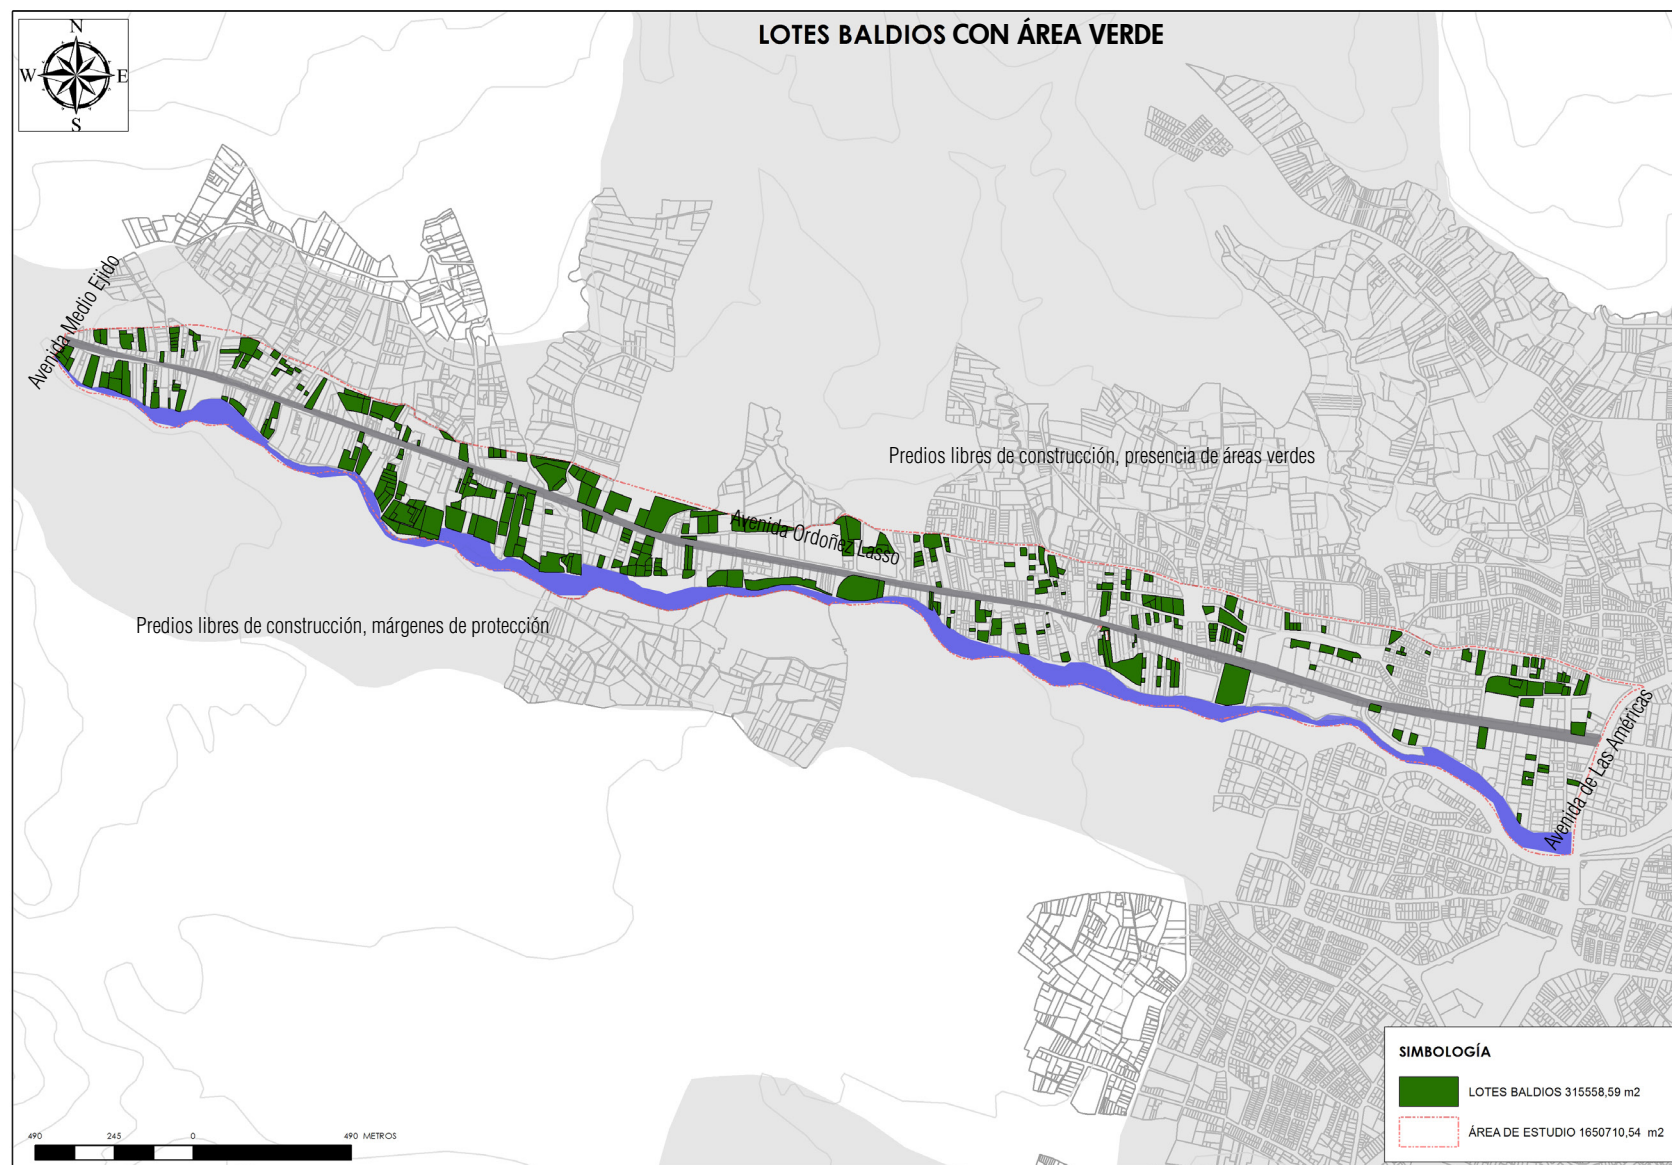 LOTES BALDIOS CON ÁREA VERDE
N
W E
S
Avenida Medio Ejido
Predios libres de construcción, presencia de áreas verdes
Avenida Ordoñez Lasso
Predios libres de construcción, márgenes de protección
Avenida de Las Américas
SIMBOLOGÍA
LOTES BALDIOS 315558,59 m2
ÁREA DE ESTUDIO 1650710,54 m2
490 245 0 490 METROS